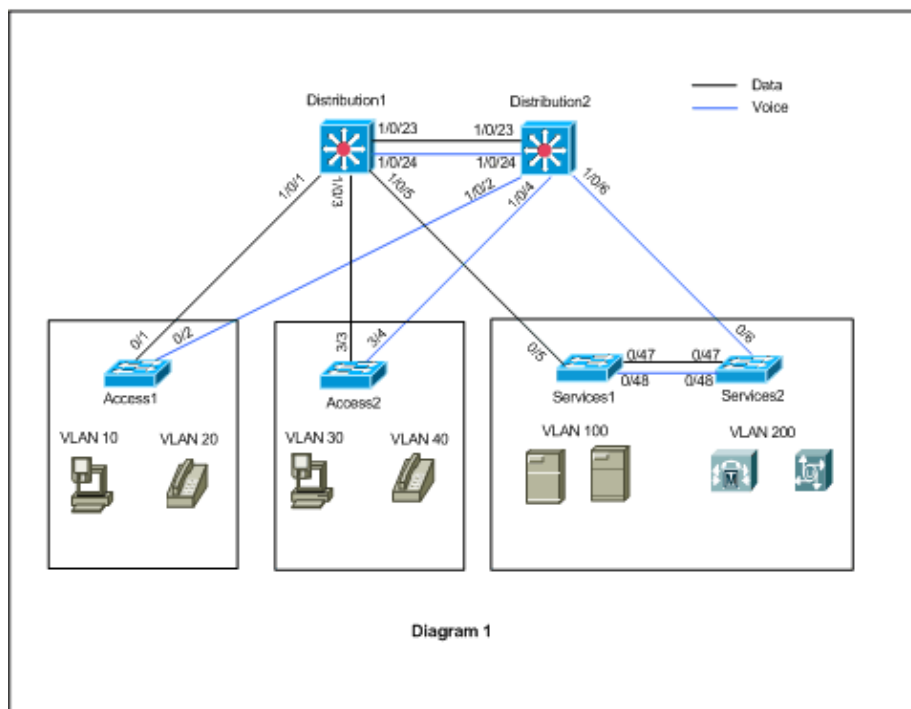 Data
Voice
Distribution1
Distribution2
1/0/23
1/0/23
1/0/24
1/0/24
1/0/1
1/0/3
1/0/5
1/0/2
1/0/4
1/0/6
0/1
0/2
3/3
3/4
0/5
0/6
0/47
0/47
0/48
0/48
Access1
Access2
Services1
Services2
VLAN 10
VLAN 20
VLAN 30
VLAN 40
VLAN 100
VLAN 200
M
U
Diagram 1